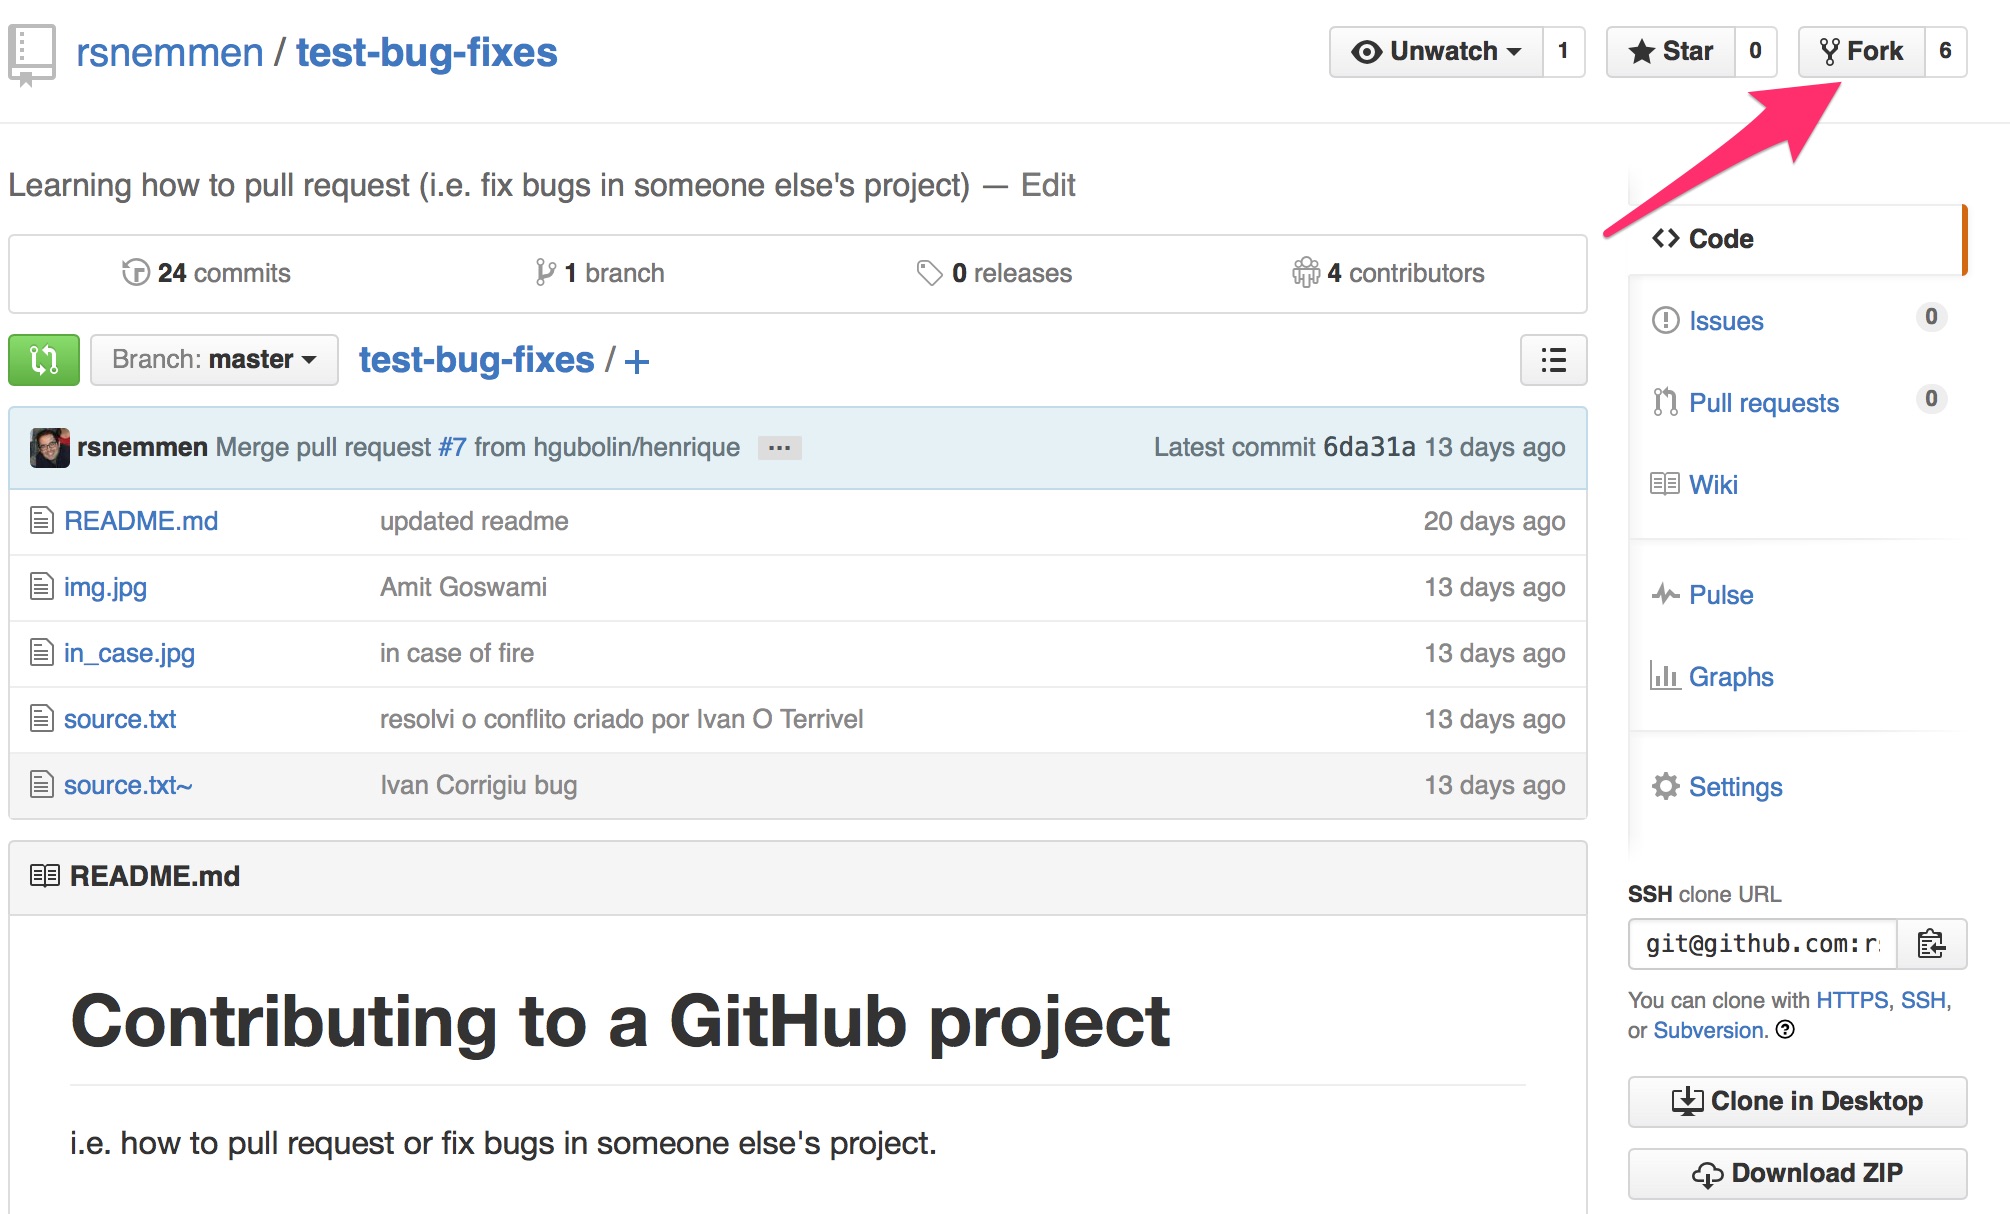 rsnemmen / test-bug-fixes
Unwatch 1
Star 0
Fork 6
Learning how to pull request (i.e. fix bugs in someone else's project) — Edit
24 commits
1 branch
0 releases
4 contributors
Branch: master
test-bug-fixes / +
rsnemmen Merge pull request #7 from hgubolin/henrique ...
Latest commit 6da31a 13 days ago
README.md updated readme 20 days ago
img.jpg Amit Goswami 13 days ago
in_case.jpg in case of fire 13 days ago
source.txt resolvi o conflito criado por Ivan O Terrivel 13 days ago
source.txt~ Ivan Corrigiu bug 13 days ago
README.md
Contributing to a GitHub project
i.e. how to pull request or fix bugs in someone else's project.
Code
Issues 0
Pull requests 0
Wiki
Pulse
Graphs
Settings
SSH clone URL
git@github.com:r
You can clone with HTTPS, SSH,
or Subversion.
Clone in Desktop
Download ZIP